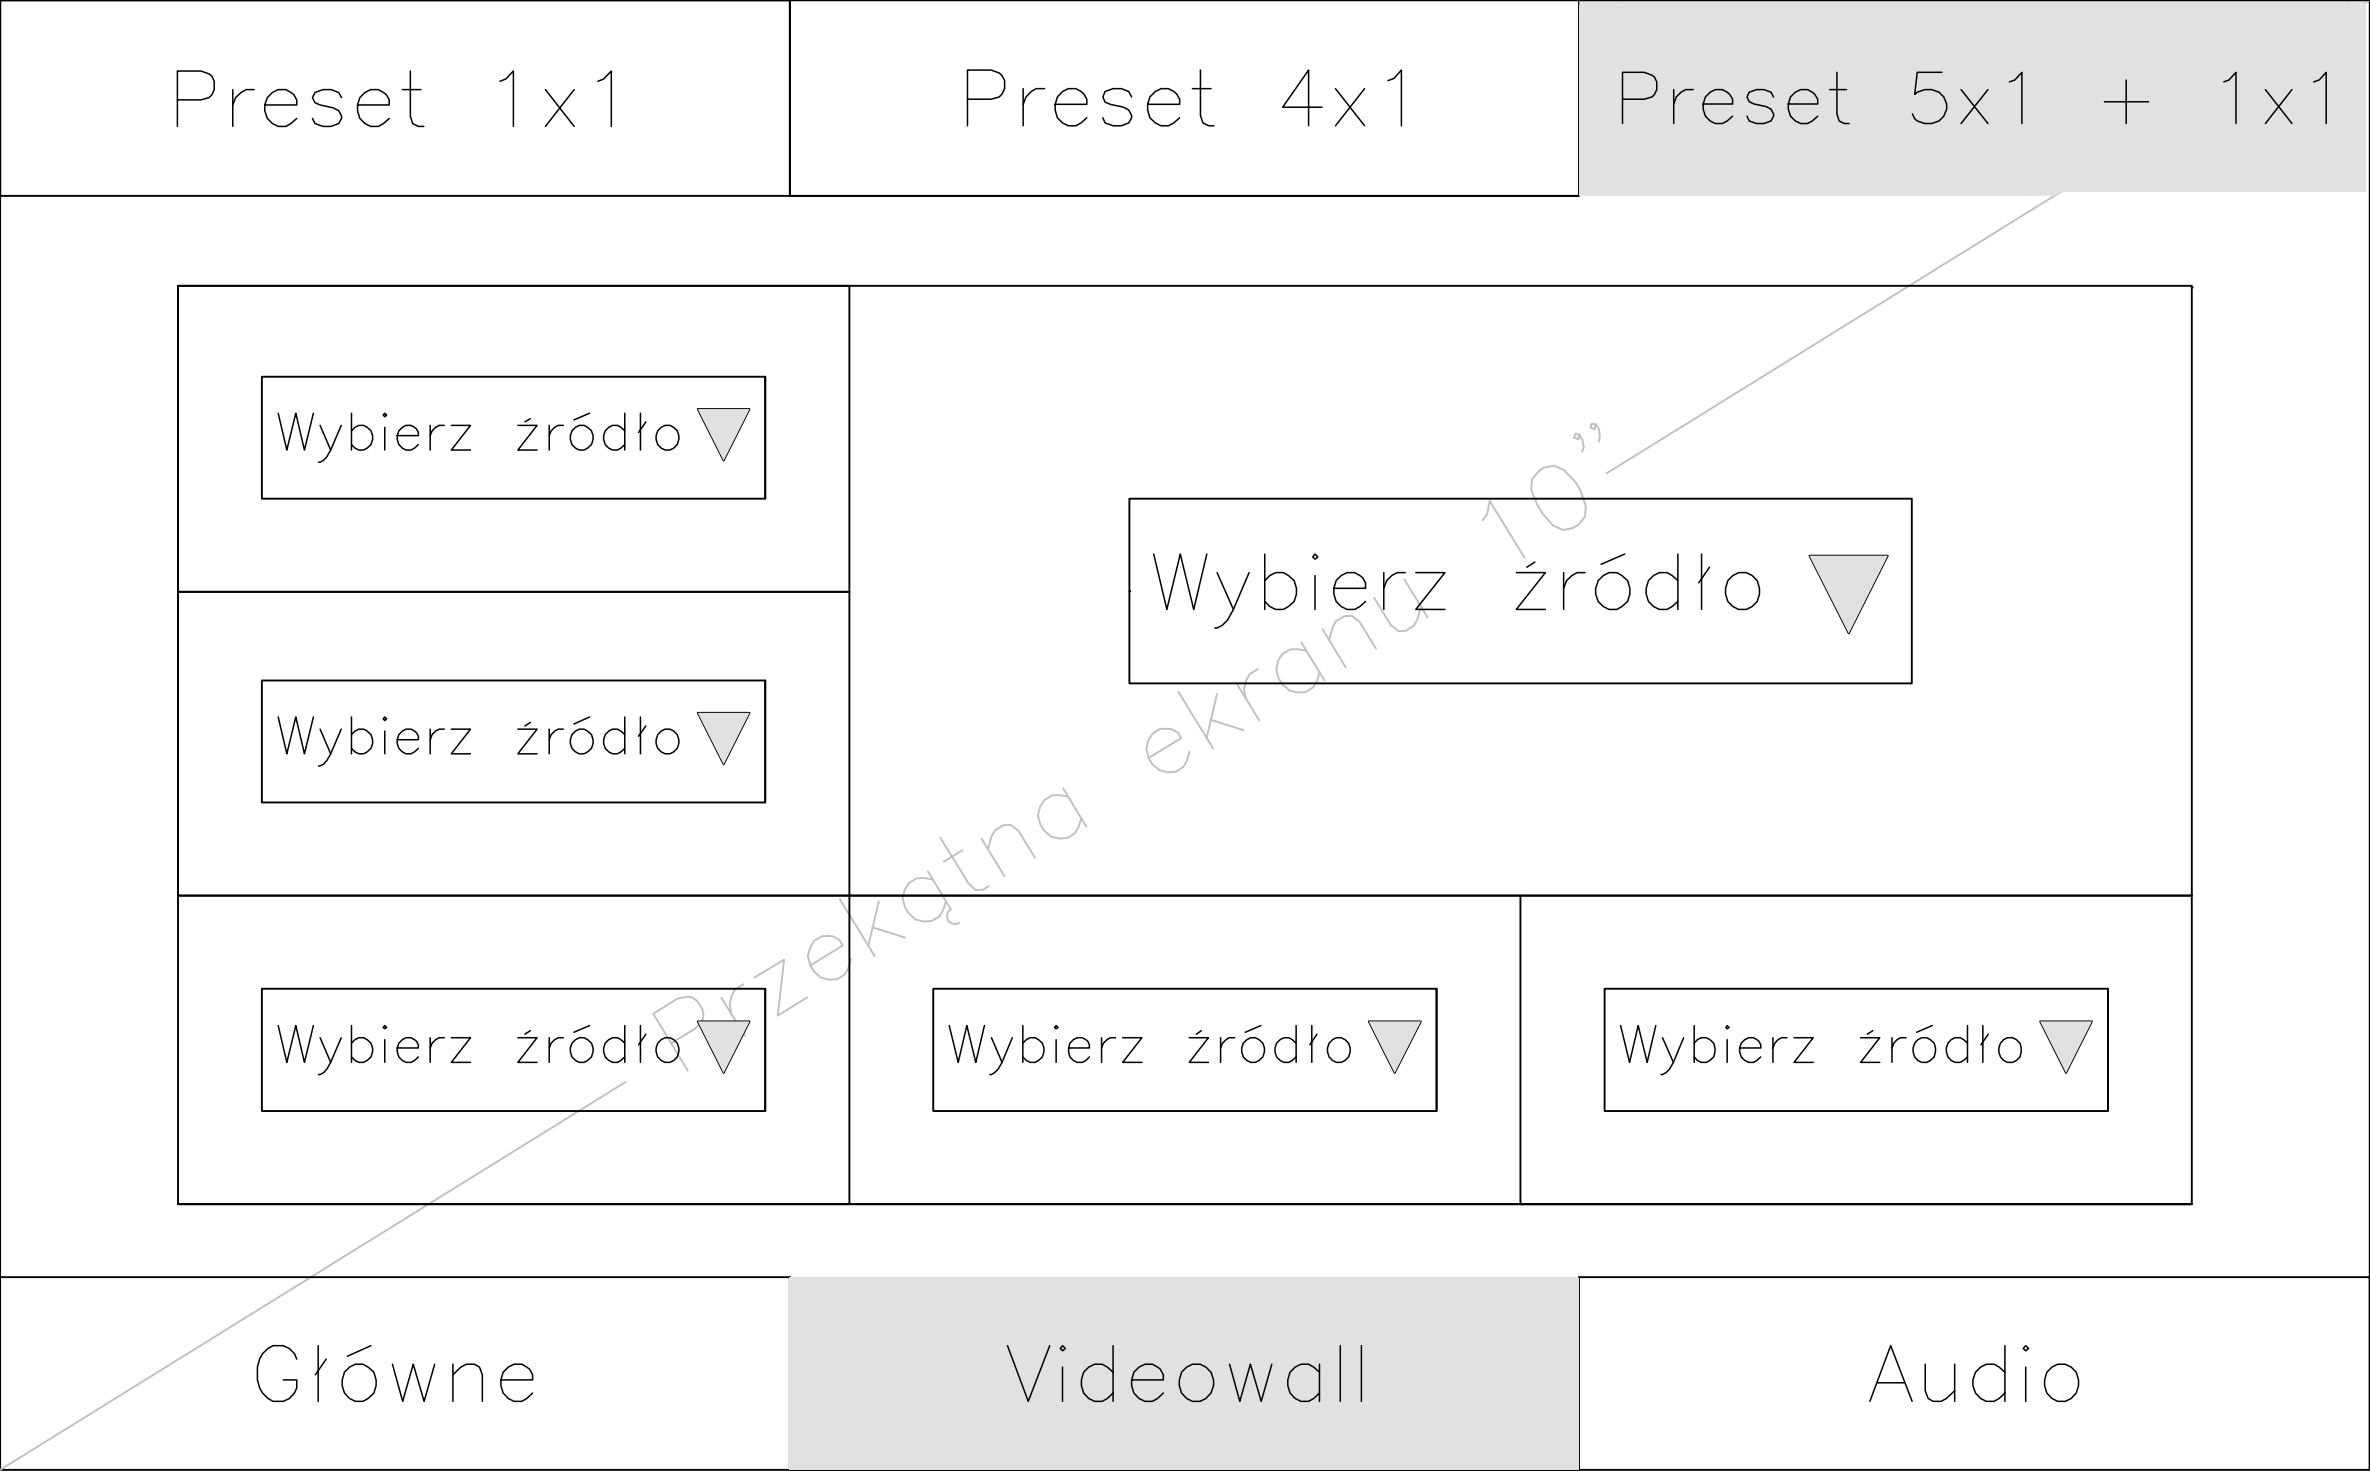 Preset 1x1
Preset 4x1
Preset 5x1 + 1x1
Wybierz źródło
Wybierz źródło
Wybierz źródło
Przekątna ekranu 10”
Wybierz źródło
Wybierz źródło
Wybierz źródło
Główne
Videowall
Audio